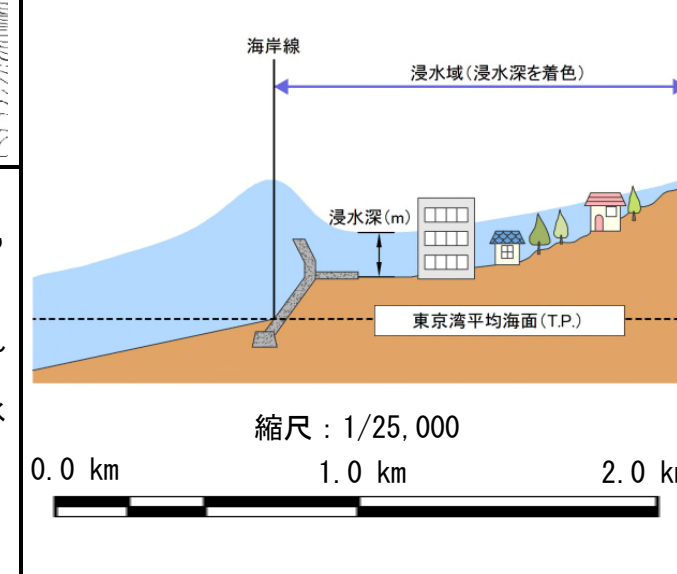 海岸線
浸水域(浸水深を着色)
浸水深(m)
東京湾平均海面(T.P.)
縮尺：1/25,000
0.0 km 1.0 km 2.0